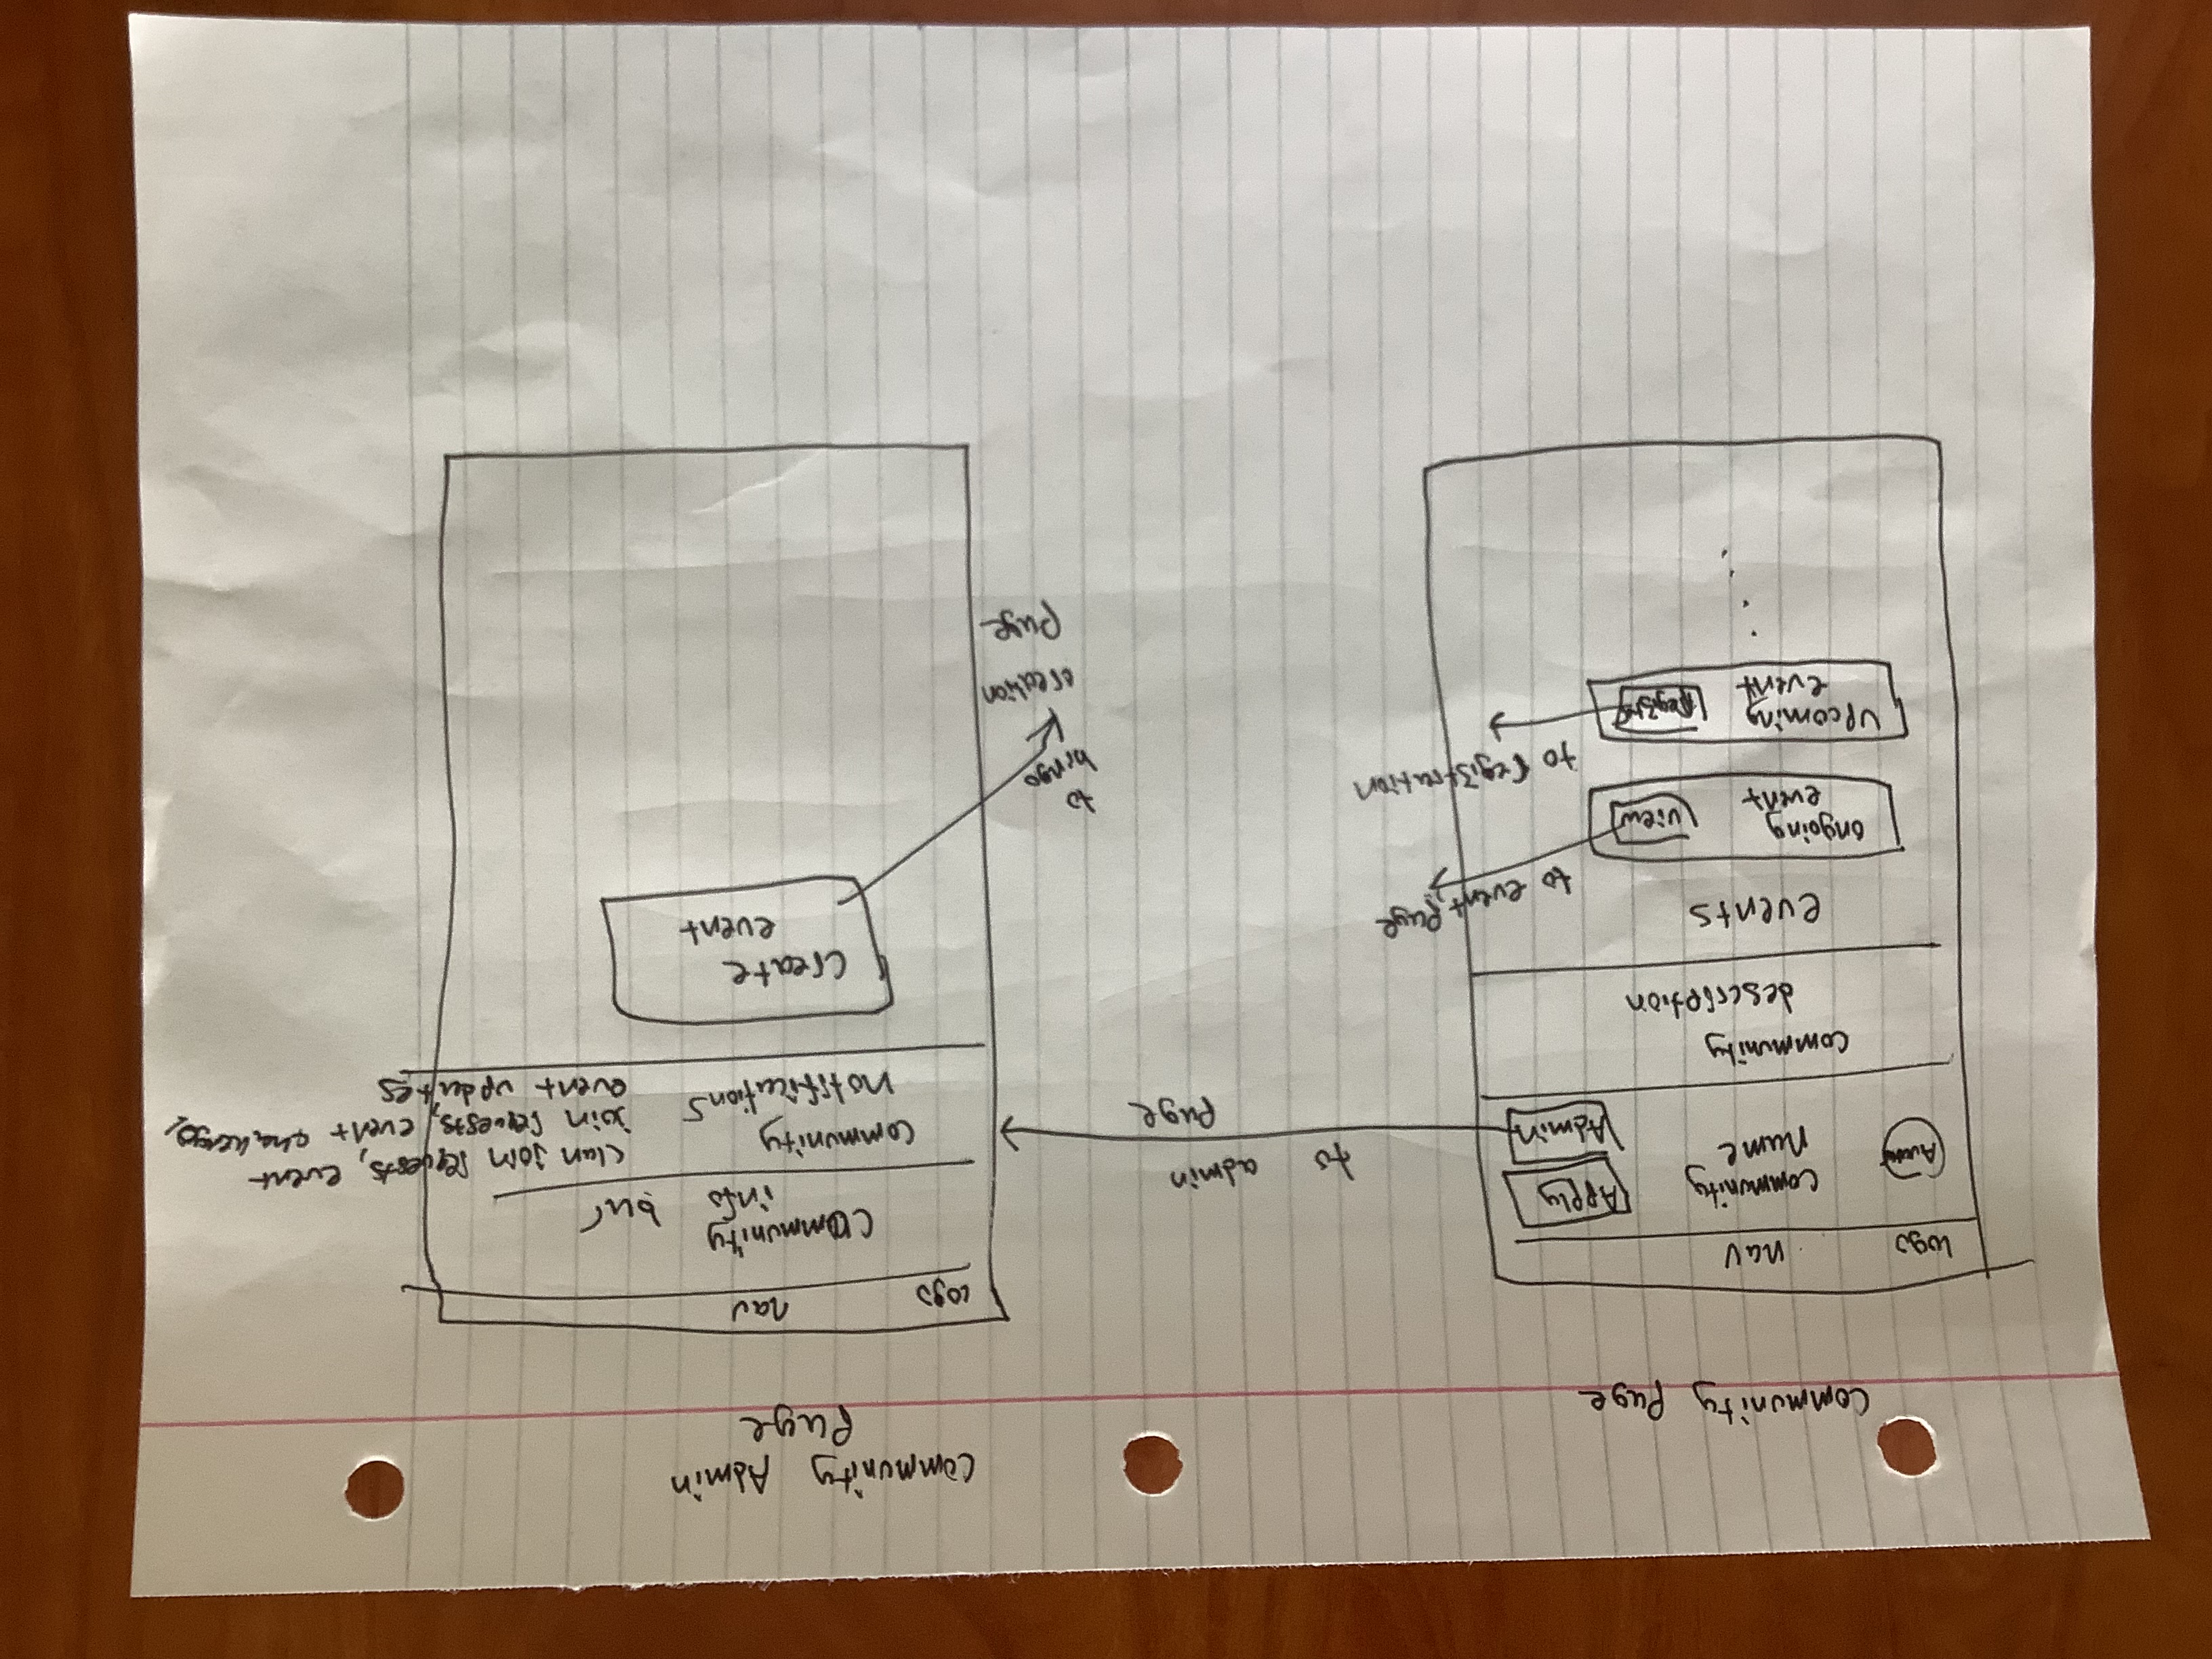 Community Page
logo nav
Avatar
Community
name
Apply
Admin
to admin
page
Community
description
events
ongoing
event
view
to event page
upcoming
event
Register
to registration
Community Admin
Page
logo nav
Community
info bar
Community
notifications
clan join requests, event
join requests, event challenges,
event updates
Create
event
to
bingo
creation
page